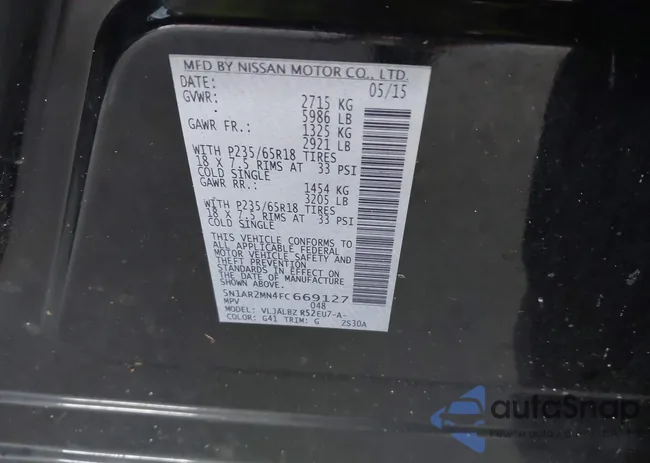 MFD BY NISSAN MOTOR CO., LTD.
DATE: 05/15
GVWR: 2715 KG
5986 LB
GAWR FR.: 1325 KG
2921 LB
WITH P235/65R18 TIRES
18 X 7.5 RIMS AT 33 PSI
COLD SINGLE
GAWR RR.: 1454 KG
3205 LB
WITH P235/65R18 TIRES
18 X 7.5 RIMS AT 33 PSI
COLD SINGLE
THIS VEHICLE CONFORMS TO
ALL APPLICABLE FEDERAL
MOTOR VEHICLE SAFETY AND
THEFT PREVENTION
STANDARDS IN EFFECT ON
THE DATE OF MANUFACTURE
SHOWN ABOVE.
5N1AR2MN4FC669127
MPV 048
MODEL: VLJALBZ R52EU7-A-
COLOR: G41 TRIM: G 2S30A
autoSnap